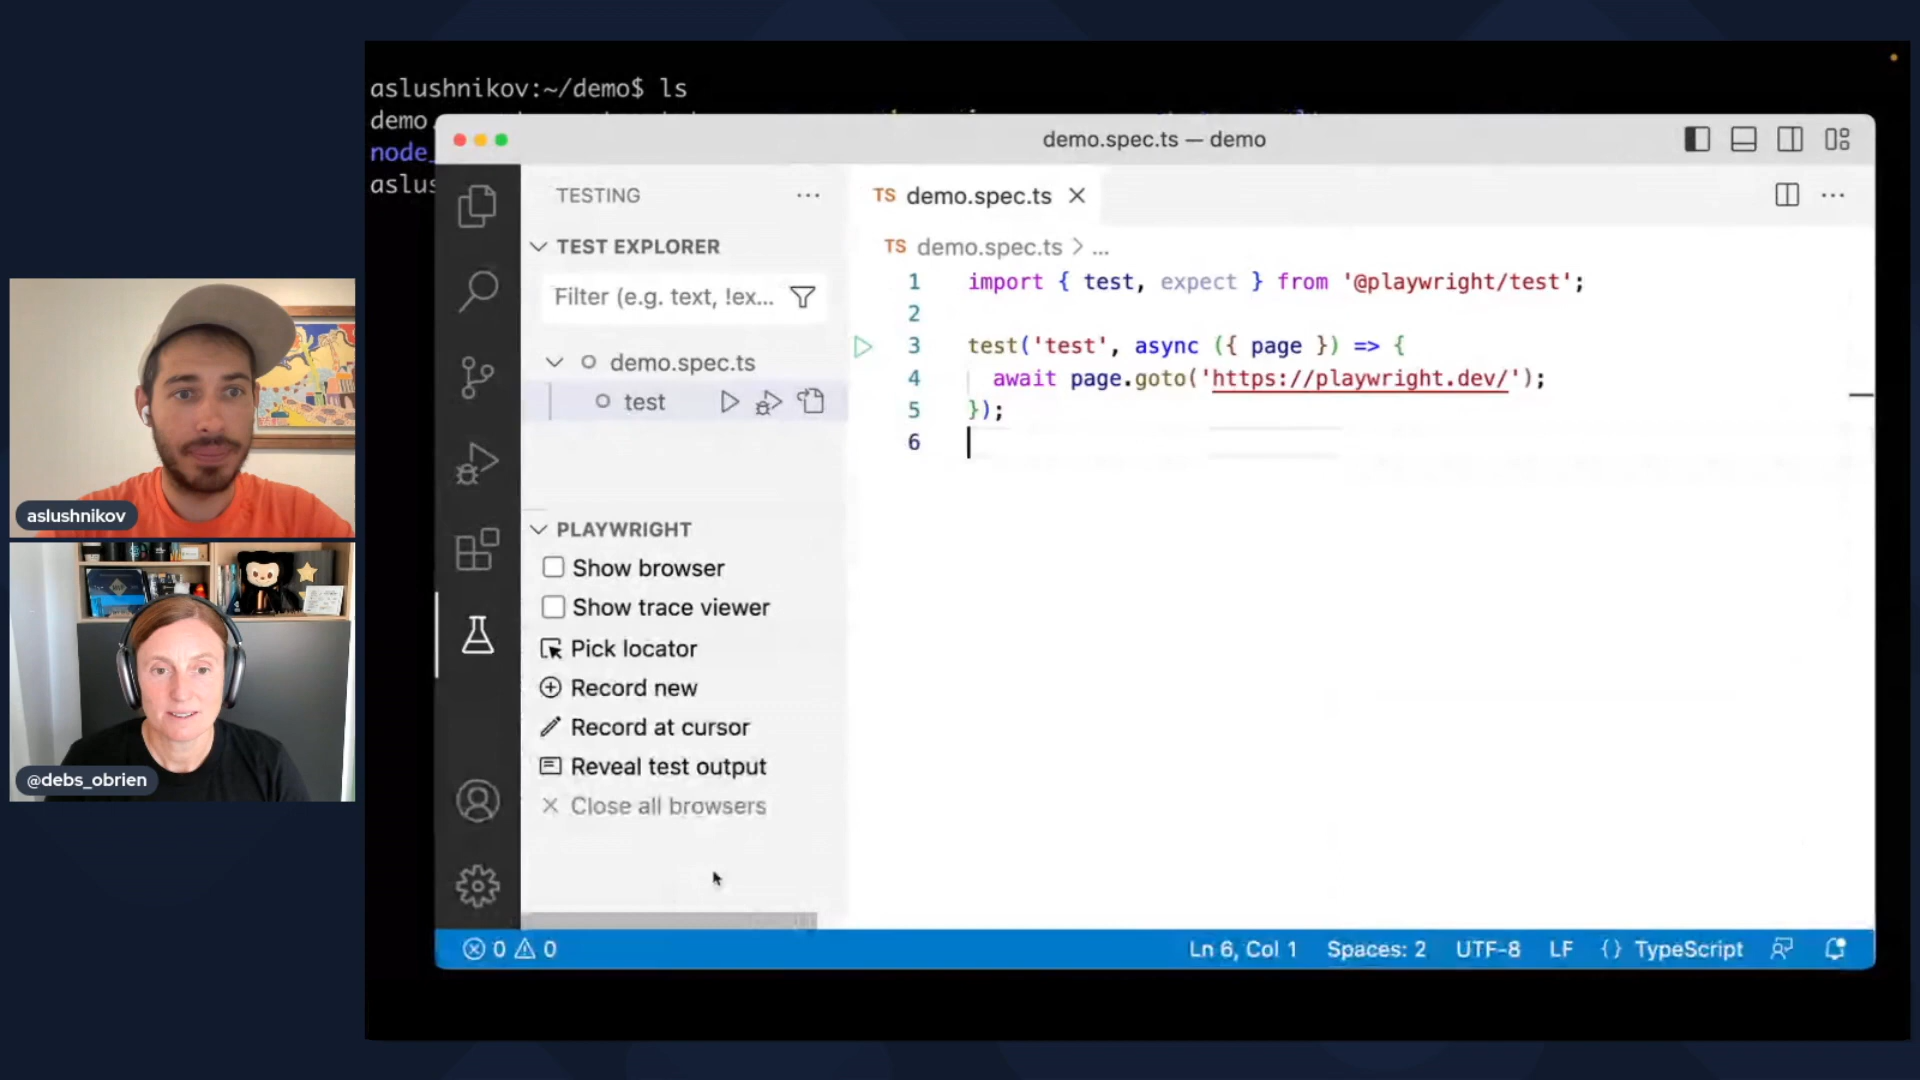 aslushnikov:~/demo$ ls
demo.
node_
aslus
demo.spec.ts — demo
TESTING
TEST EXPLORER
Filter (e.g. text, !ex...
demo.spec.ts
test
PLAYWRIGHT
Show browser
Show trace viewer
Pick locator
Record new
Record at cursor
Reveal test output
Close all browsers
TS demo.spec.ts
TS demo.spec.ts > ...
1 import { test, expect } from '@playwright/test';
2
3 test('test', async ({ page }) => {
4 await page.goto('https://playwright.dev/');
5 });
6
0 0
Ln 6, Col 1 Spaces: 2 UTF-8 LF {} TypeScript
aslushnikov
@debs_obrien